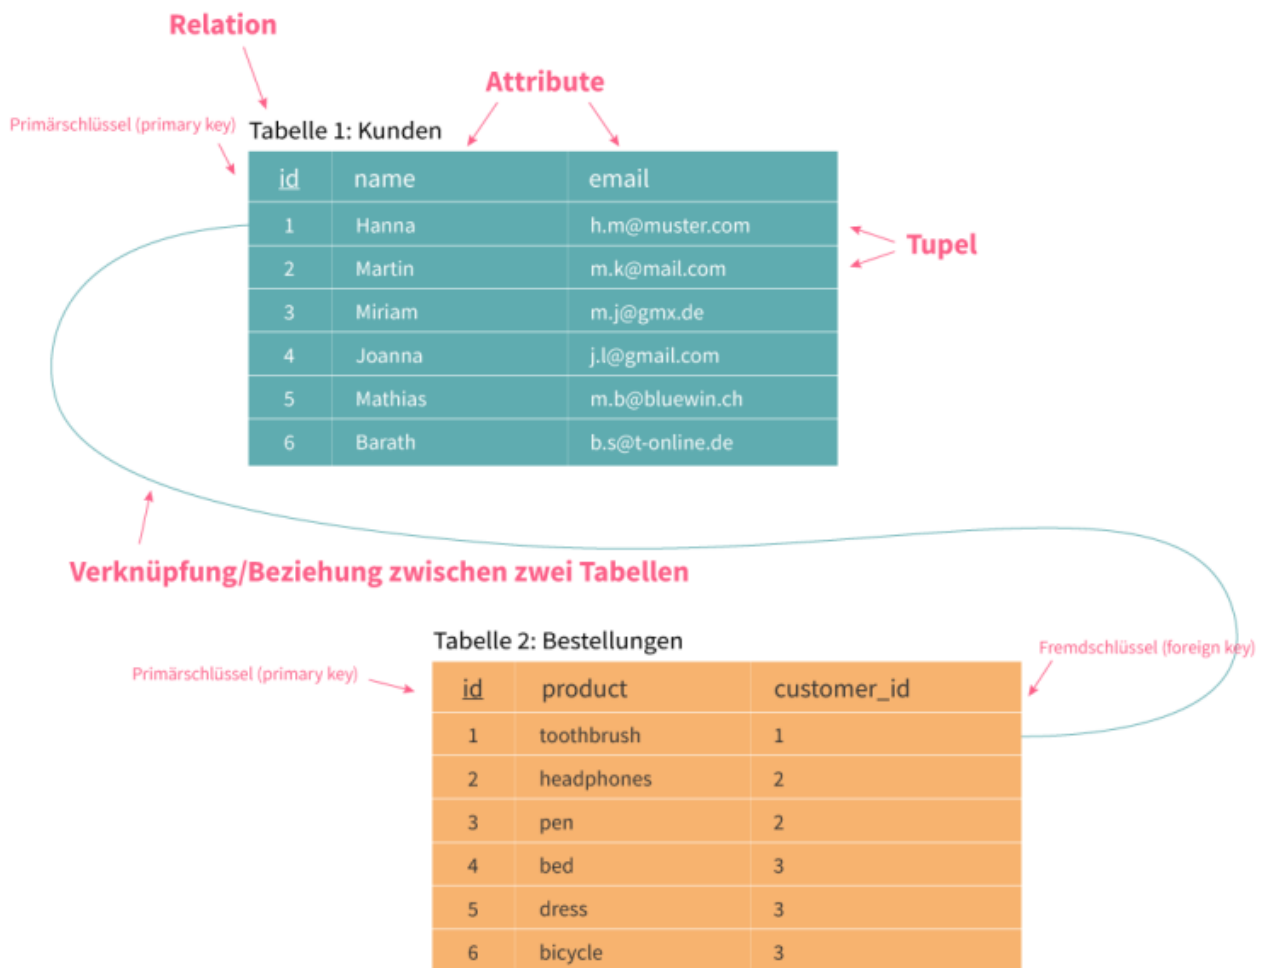 Relation
Attribute
Primärschlüssel (primary key)
Tabelle 1: Kunden
id name email
1 Hanna h.m@muster.com
2 Martin m.k@mail.com
Tupel
3 Miriam m.j@gmx.de
4 Joanna j.l@gmail.com
5 Mathias m.b@bluewin.ch
6 Barath b.s@t-online.de
Verknüpfung/Beziehung zwischen zwei Tabellen
Tabelle 2: Bestellungen
Primärschlüssel (primary key)
Fremdschlüssel (foreign key)
id product customer_id
1 toothbrush 1
2 headphones 2
3 pen 2
4 bed 3
5 dress 3
6 bicycle 3